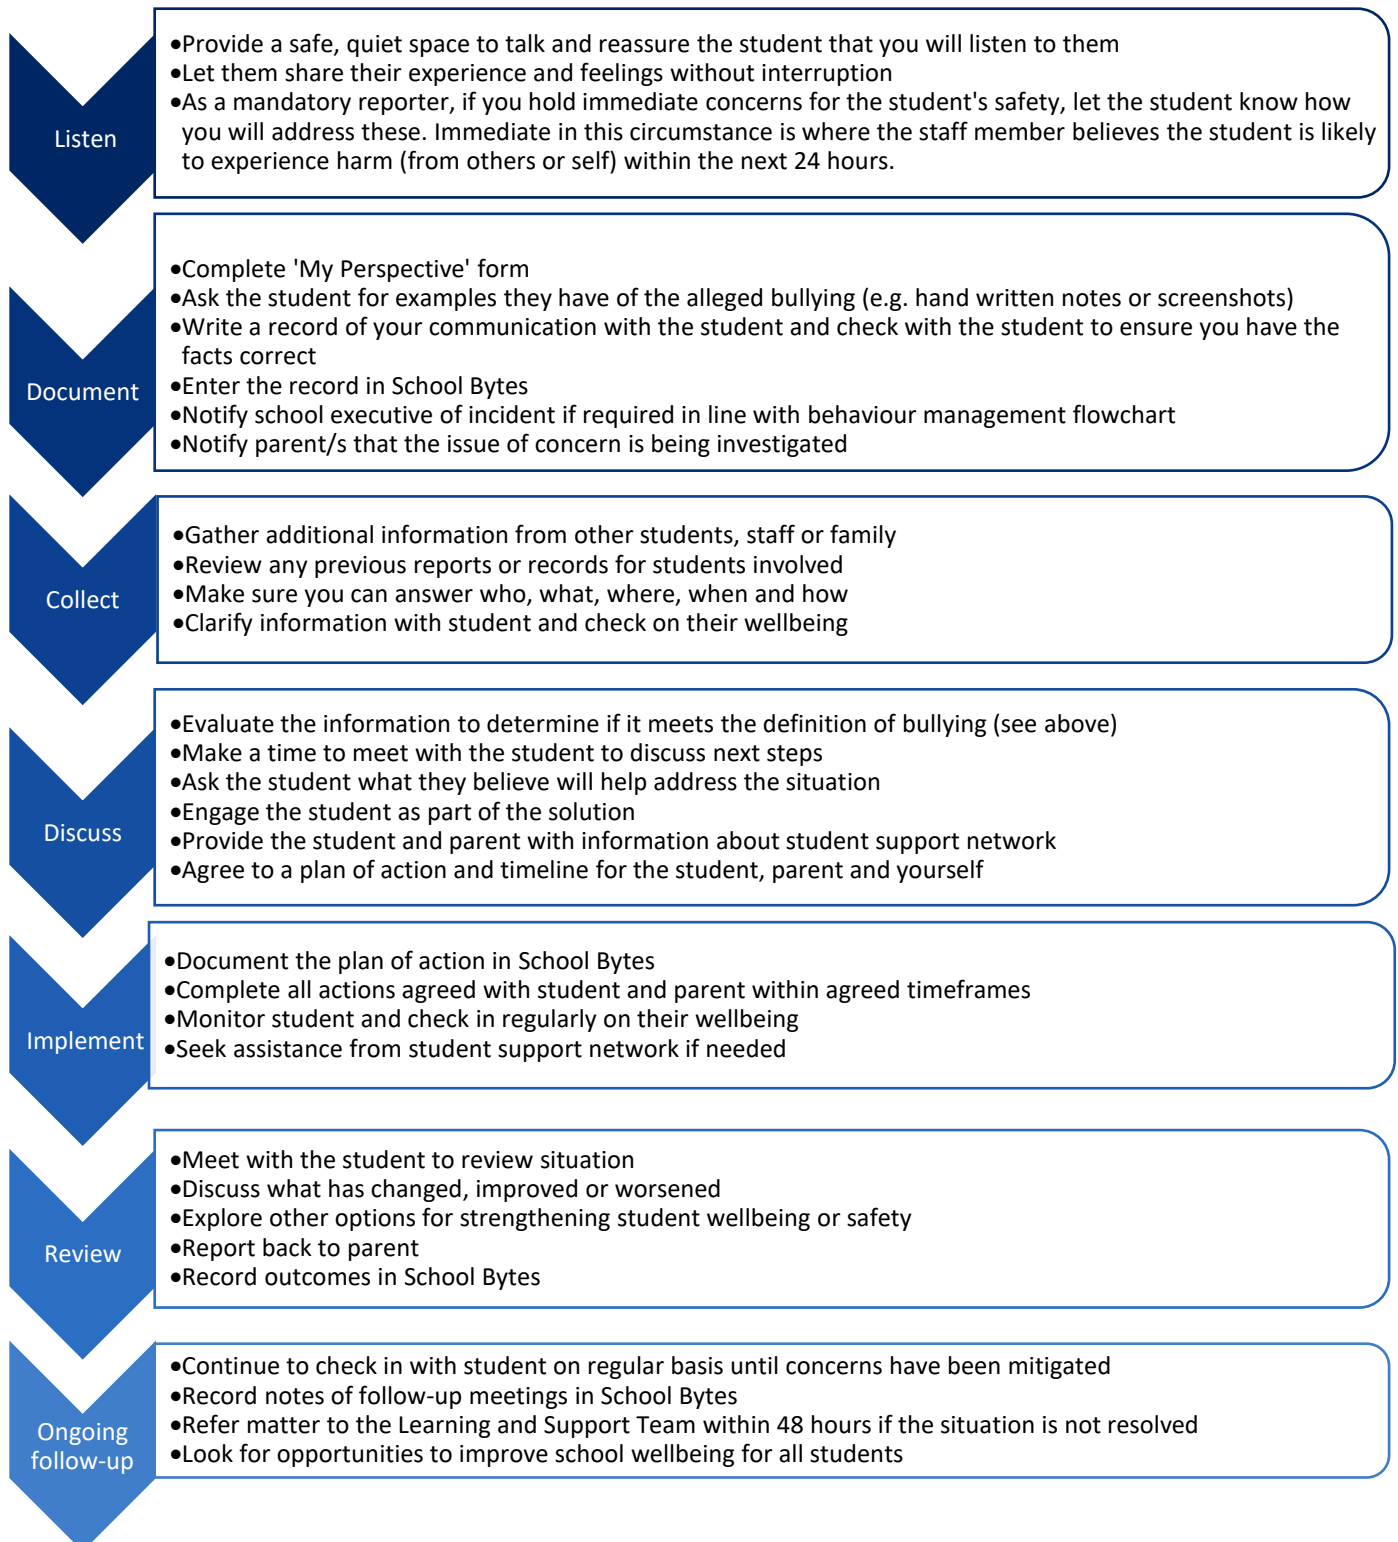 Listen
•Provide a safe, quiet space to talk and reassure the student that you will listen to them
•Let them share their experience and feelings without interruption
•As a mandatory reporter, if you hold immediate concerns for the student's safety, let the student know how
you will address these. Immediate in this circumstance is where the staff member believes the student is likely
to experience harm (from others or self) within the next 24 hours.
Document
•Complete 'My Perspective' form
•Ask the student for examples they have of the alleged bullying (e.g. hand written notes or screenshots)
•Write a record of your communication with the student and check with the student to ensure you have the
facts correct
•Enter the record in School Bytes
•Notify school executive of incident if required in line with behaviour management flowchart
•Notify parent/s that the issue of concern is being investigated
Collect
•Gather additional information from other students, staff or family
•Review any previous reports or records for students involved
•Make sure you can answer who, what, where, when and how
•Clarify information with student and check on their wellbeing
Discuss
•Evaluate the information to determine if it meets the definition of bullying (see above)
•Make a time to meet with the student to discuss next steps
•Ask the student what they believe will help address the situation
•Engage the student as part of the solution
•Provide the student and parent with information about student support network
•Agree to a plan of action and timeline for the student, parent and yourself
Implement
•Document the plan of action in School Bytes
•Complete all actions agreed with student and parent within agreed timeframes
•Monitor student and check in regularly on their wellbeing
•Seek assistance from student support network if needed
Review
•Meet with the student to review situation
•Discuss what has changed, improved or worsened
•Explore other options for strengthening student wellbeing or safety
•Report back to parent
•Record outcomes in School Bytes
Ongoing
follow-up
•Continue to check in with student on regular basis until concerns have been mitigated
•Record notes of follow-up meetings in School Bytes
•Refer matter to the Learning and Support Team within 48 hours if the situation is not resolved
•Look for opportunities to improve school wellbeing for all students